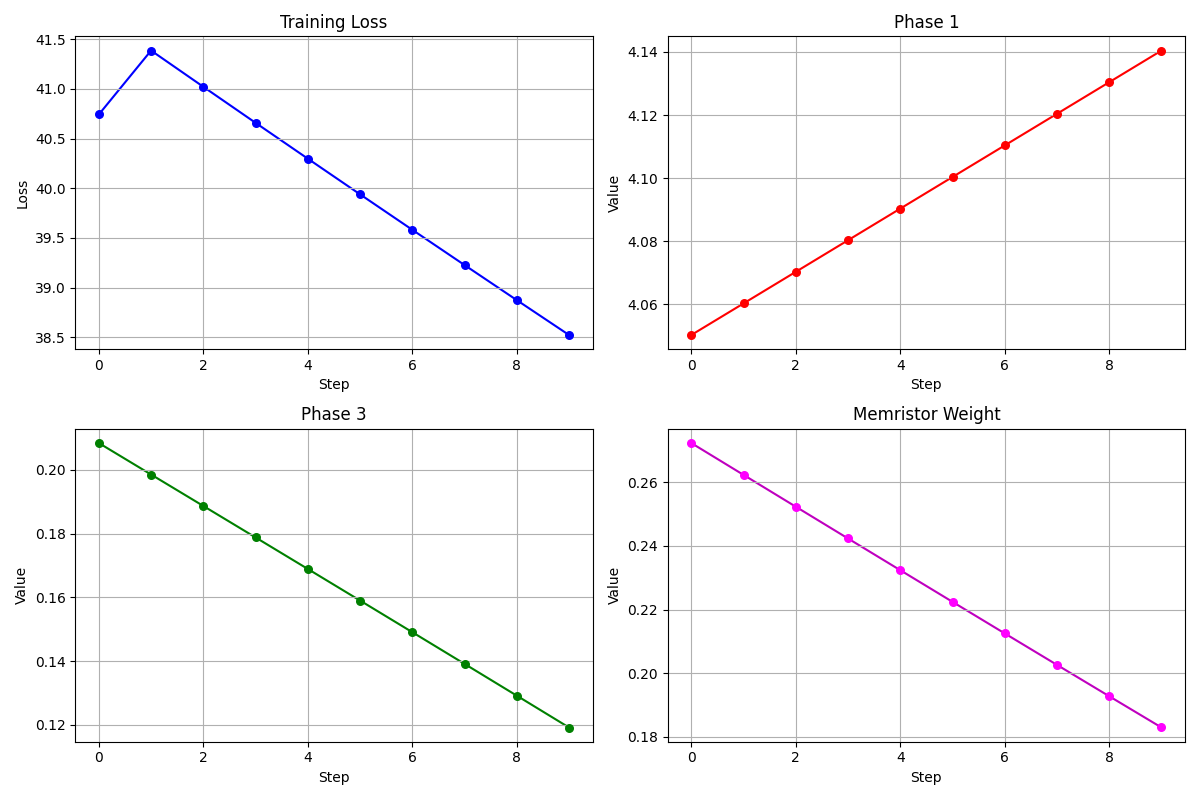 Training Loss
41.5
41.0
40.5
40.0
39.5
39.0
38.5
Loss
0 2 4 6 8
Step
Phase 1
4.14
4.12
4.10
4.08
4.06
Value
0 2 4 6 8
Step
Phase 3
0.20
0.18
0.16
0.14
0.12
Value
0 2 4 6 8
Step
Memristor Weight
0.26
0.24
0.22
0.20
0.18
Value
0 2 4 6 8
Step